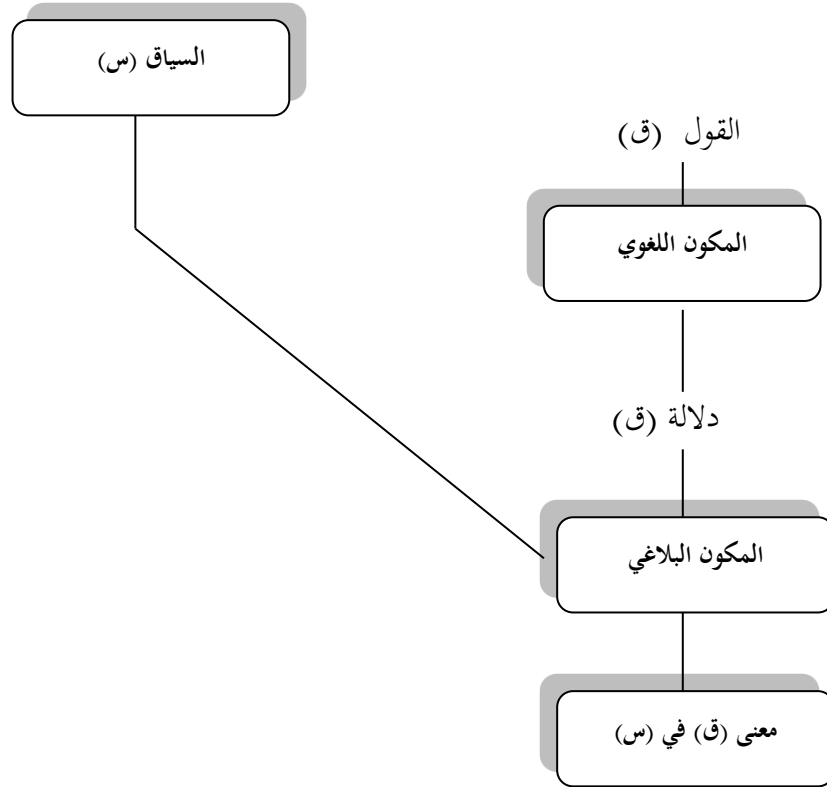 السياق (س)
القول (ق)
المكون اللغوي
دلالة (ق)
المكون البلاغي
معنى (ق) في (س)